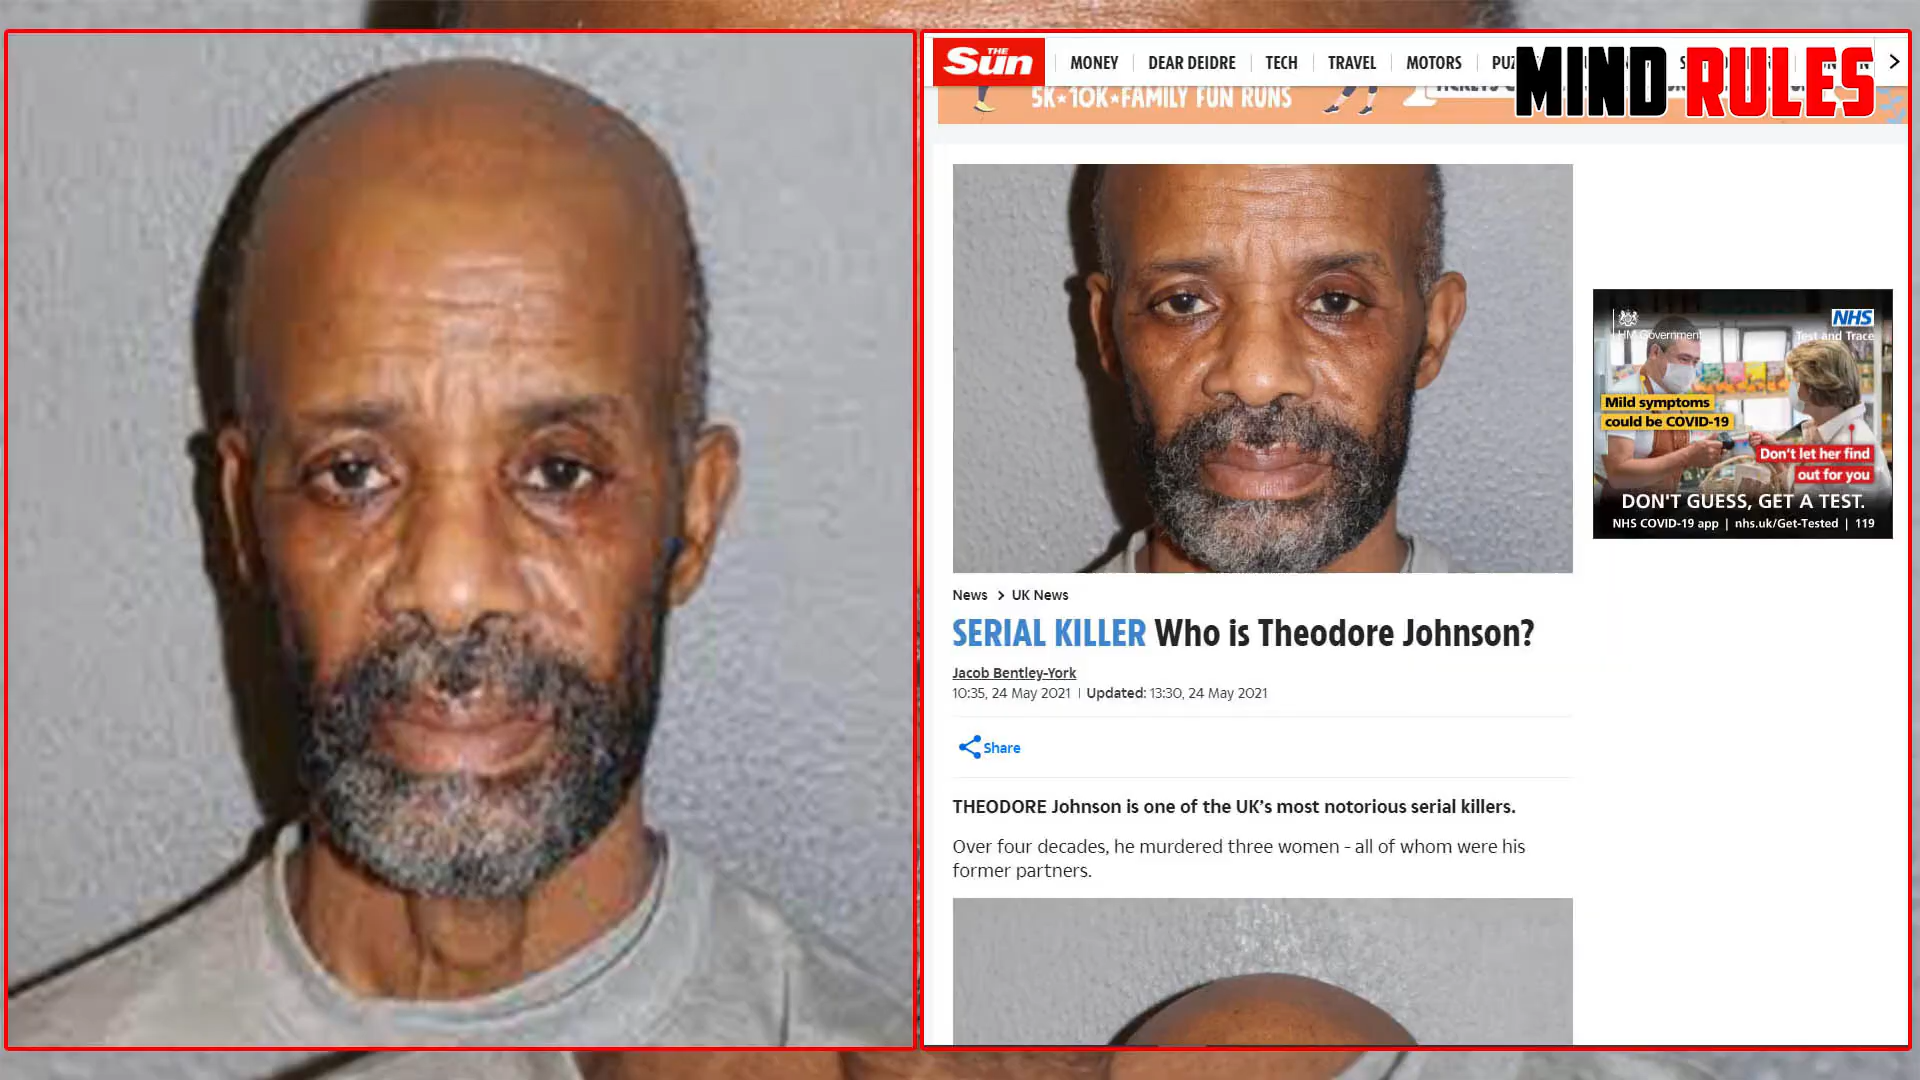 THE Sun
MONEY DEAR DEIDRE TECH TRAVEL MOTORS
MIND RULES
5K★10K★FAMILY FUN RUNS
HM Government
NHS
Test and Trace
Mild symptoms
could be COVID-19
Don't let her find
out for you
DON'T GUESS, GET A TEST.
NHS COVID-19 app | nhs.uk/Get-Tested | 119
News > UK News
SERIAL KILLER Who is Theodore Johnson?
Jacob Bentley-York
10:35, 24 May 2021 | Updated: 13:30, 24 May 2021
Share
THEODORE Johnson is one of the UK's most notorious serial killers.
Over four decades, he murdered three women - all of whom were his
former partners.